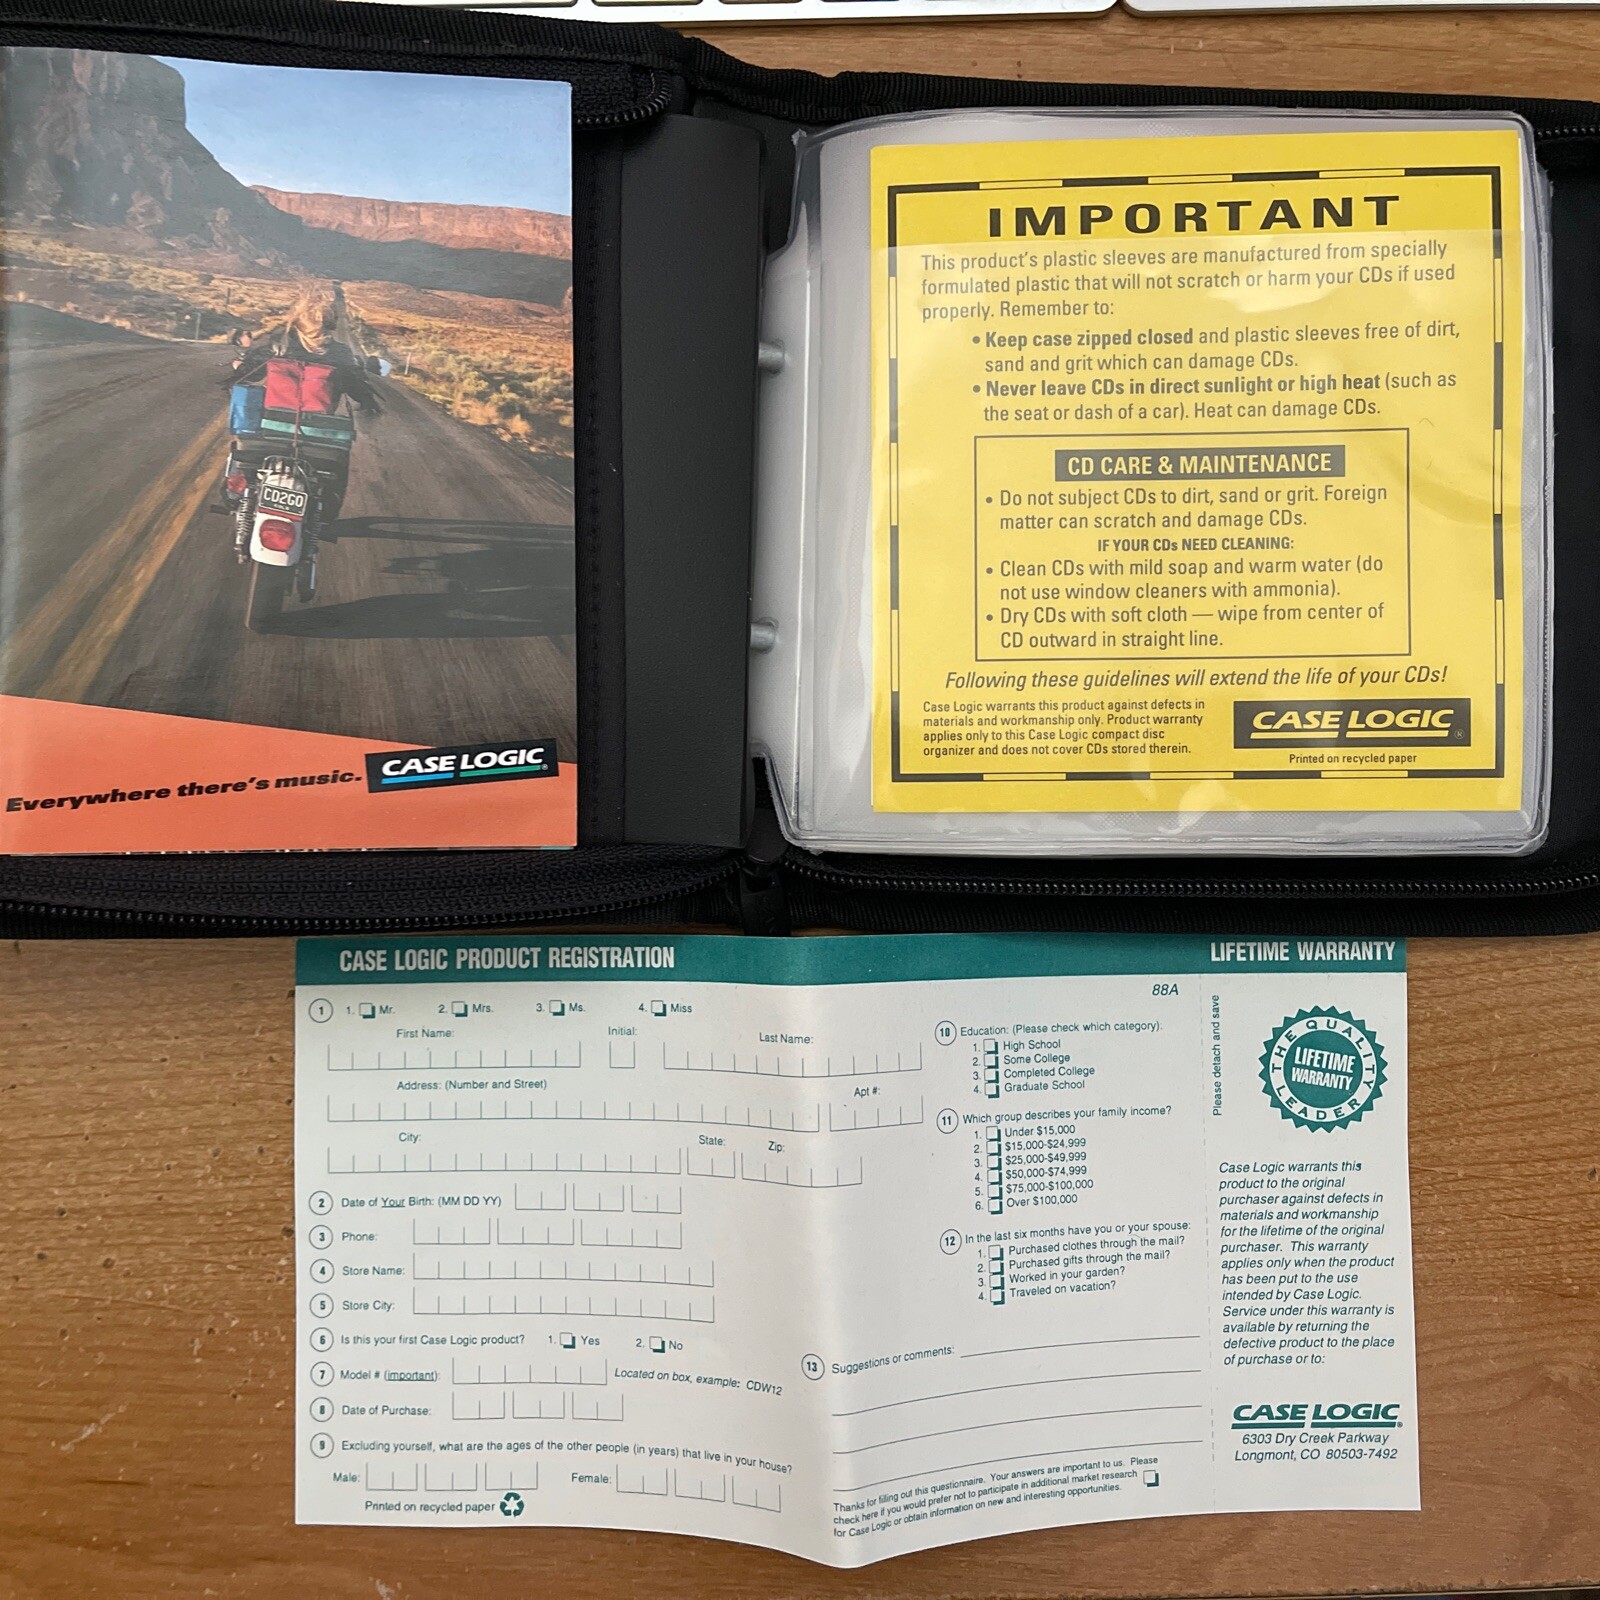 CD2GO
Everywhere there's music.
CASE LOGIC
IMPORTANT
This product's plastic sleeves are manufactured from specially
formulated plastic that will not scratch or harm your CDs if used
properly. Remember to:
• Keep case zipped closed and plastic sleeves free of dirt,
sand and grit which can damage CDs.
• Never leave CDs in direct sunlight or high heat (such as
the seat or dash of a car). Heat can damage CDs.
CD CARE & MAINTENANCE
• Do not subject CDs to dirt, sand or grit. Foreign
matter can scratch and damage CDs.
IF YOUR CDs NEED CLEANING:
• Clean CDs with mild soap and warm water (do
not use window cleaners with ammonia).
• Dry CDs with soft cloth — wipe from center of
CD outward in straight line.
Following these guidelines will extend the life of your CDs!
Case Logic warrants this product against defects in
materials and workmanship only. Product warranty
applies only to this Case Logic compact disc
organizer and does not cover CDs stored therein.
CASE LOGIC
Printed on recycled paper
CASE LOGIC PRODUCT REGISTRATION
1 1. Mr. 2. Mrs. 3. Ms. 4. Miss
First Name: Initial: Last Name:
Address: (Number and Street) Apt #:
City: State: Zip:
2 Date of Your Birth: (MM DD YY)
3 Phone:
4 Store Name:
5 Store City:
6 Is this your first Case Logic product? 1. Yes 2. No
7 Model # (important): Located on box, example: CDW12
8 Date of Purchase:
9 Excluding yourself, what are the ages of the other people (in years) that live in your house?
Male: Female:
Printed on recycled paper
88A
10 Education: (Please check which category):
1. High School
2. Some College
3. Completed College
4. Graduate School
11 Which group describes your family income?
1. Under $15,000
2. $15,000-$24,999
3. $25,000-$49,999
4. $50,000-$74,999
5. $75,000-$100,000
6. Over $100,000
12 In the last six months have you or your spouse:
1. Purchased clothes through the mail?
2. Purchased gifts through the mail?
3. Worked in your garden?
4. Traveled on vacation?
13 Suggestions or comments:
Thanks for filling out this questionnaire. Your answers are important to us. Please
check here if you would prefer not to participate in additional market research
for Case Logic or obtain information on new and interesting opportunities.
Please detach and save
LIFETIME WARRANTY
THE QUALITY LEADER
LIFETIME
WARRANTY
Case Logic warrants this
product to the original
purchaser against defects in
materials and workmanship
for the lifetime of the original
purchaser. This warranty
applies only when the product
has been put to the use
intended by Case Logic.
Service under this warranty is
available by returning the
defective product to the place
of purchase or to:
CASE LOGIC
6303 Dry Creek Parkway
Longmont, CO 80503-7492